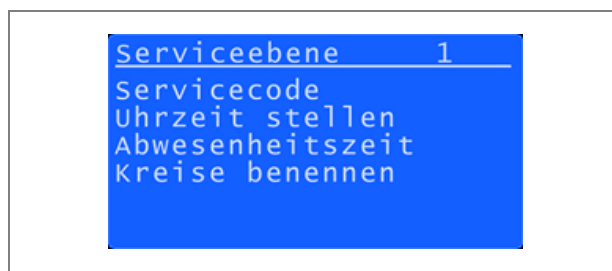 Serviceebene 1
Servicecode
Uhrzeit stellen
Abwesenheitszeit
Kreise benennen